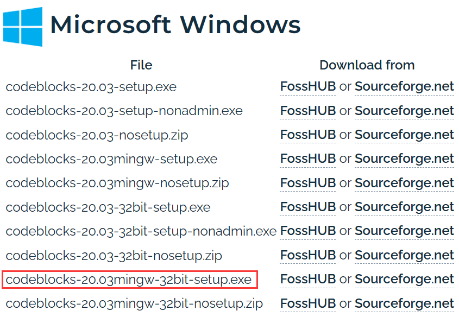 Microsoft Windows
File Download from
codeblocks-20.03-setup.exe FossHUB or Sourceforge.net
codeblocks-20.03-setup-nonadmin.exe FossHUB or Sourceforge.net
codeblocks-20.03-nosetup.zip FossHUB or Sourceforge.net
codeblocks-20.03mingw-setup.exe FossHUB or Sourceforge.net
codeblocks-20.03mingw-nosetup.zip FossHUB or Sourceforge.net
codeblocks-20.03-32bit-setup.exe FossHUB or Sourceforge.net
codeblocks-20.03-32bit-setup-nonadmin.exe FossHUB or Sourceforge.net
codeblocks-20.03-32bit-nosetup.zip FossHUB or Sourceforge.net
codeblocks-20.03mingw-32bit-setup.exe FossHUB or Sourceforge.net
codeblocks-20.03mingw-32bit-nosetup.zip FossHUB or Sourceforge.net